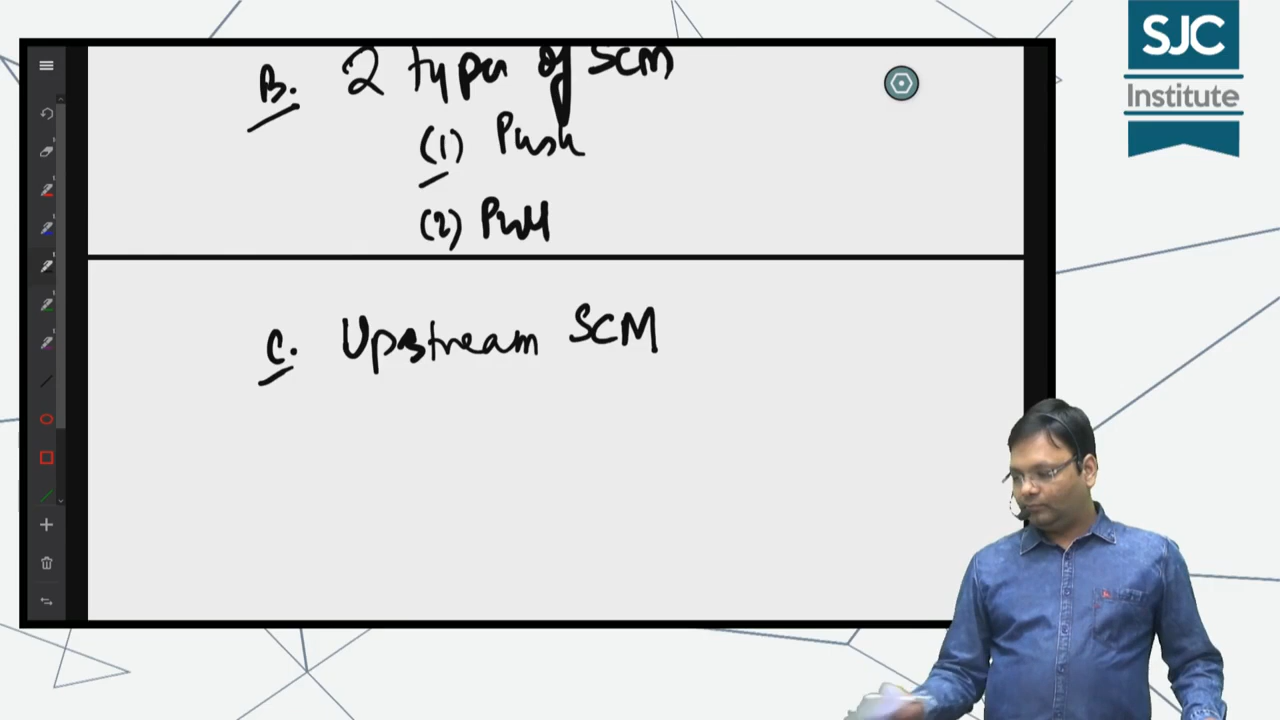 B. 2 types of SCM
(1) Push
(2) Pull
C. Upstream SCM
SJC
Institute